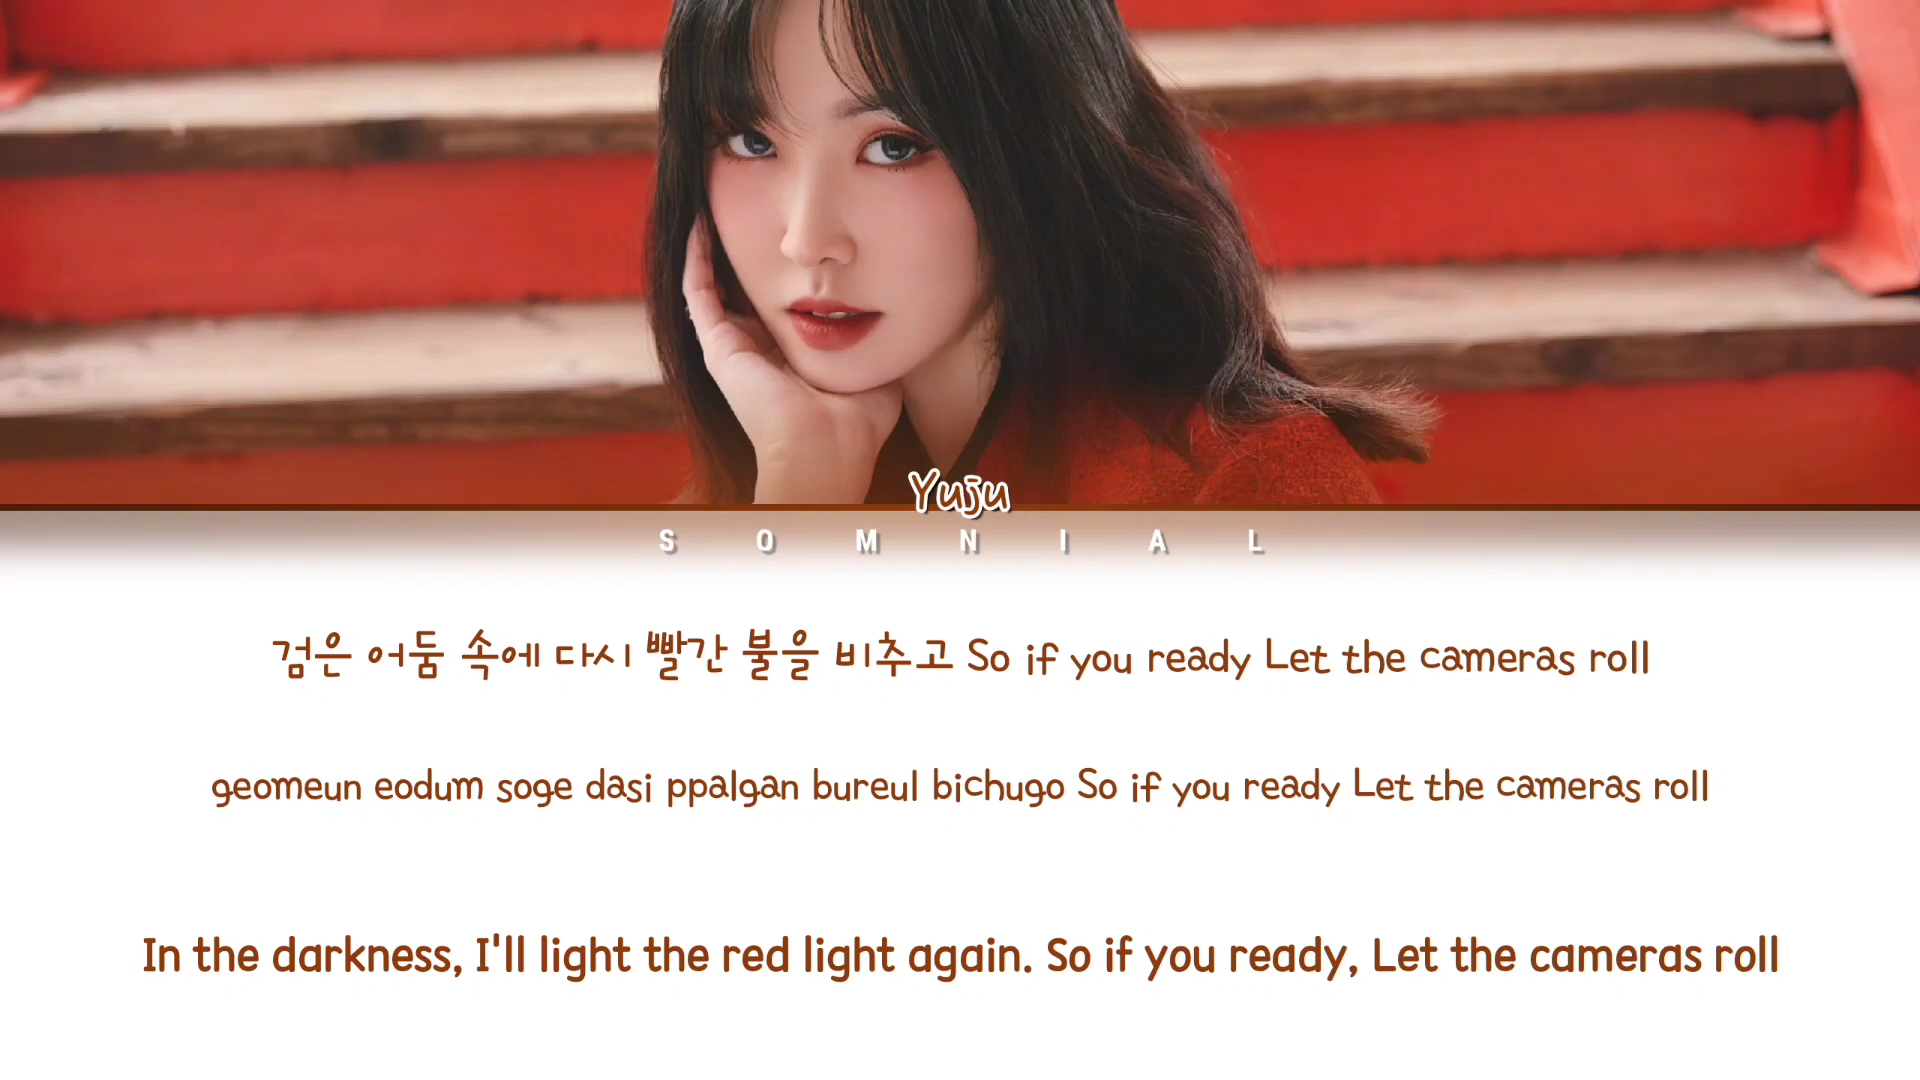 Yuju
SOMNIAL
검은 어둠 속에 다시 빨간 불을 비추고 So if you ready Let the cameras roll
geomeun eodum soge dasi ppalgan bureul bichugo So if you ready Let the cameras roll
In the darkness, I'll light the red light again. So if you ready, Let the cameras roll